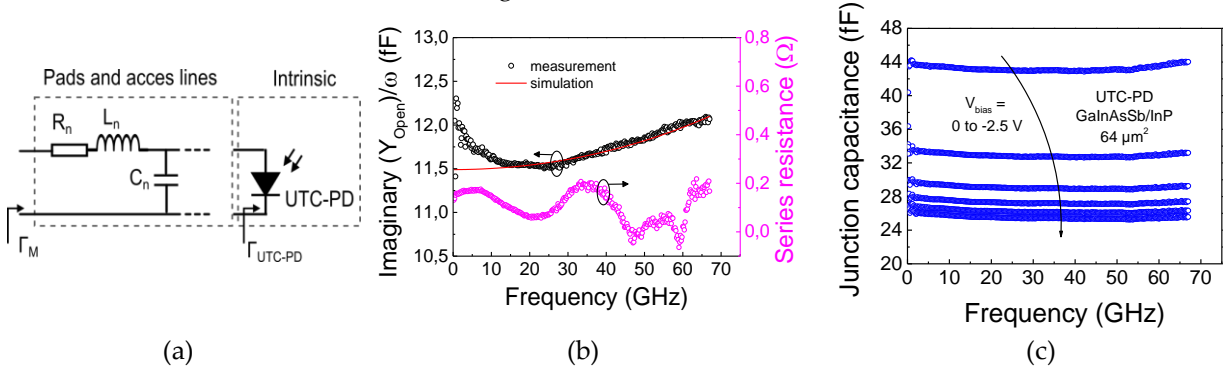 Pads and acces lines
Intrinsic
Rₙ
Lₙ
Cₙ
UTC-PD
Γ_M
Γ_UTC-PD
(a)
Imaginary (Y_Open)/ω (fF)
13,0
12,5
12,0
11,5
11,0
10,5
measurement
simulation
0 10 20 30 40 50 60 70
Frequency (GHz)
0,8
0,6
0,4
0,2
0,0
Series resistance (Ω)
(b)
Junction capacitance (fF)
48
44
40
36
32
28
24
20
V_bias =
0 to -2.5 V
UTC-PD
GaInAsSb/InP
64 µm²
0 10 20 30 40 50 60 70
Frequency (GHz)
(c)